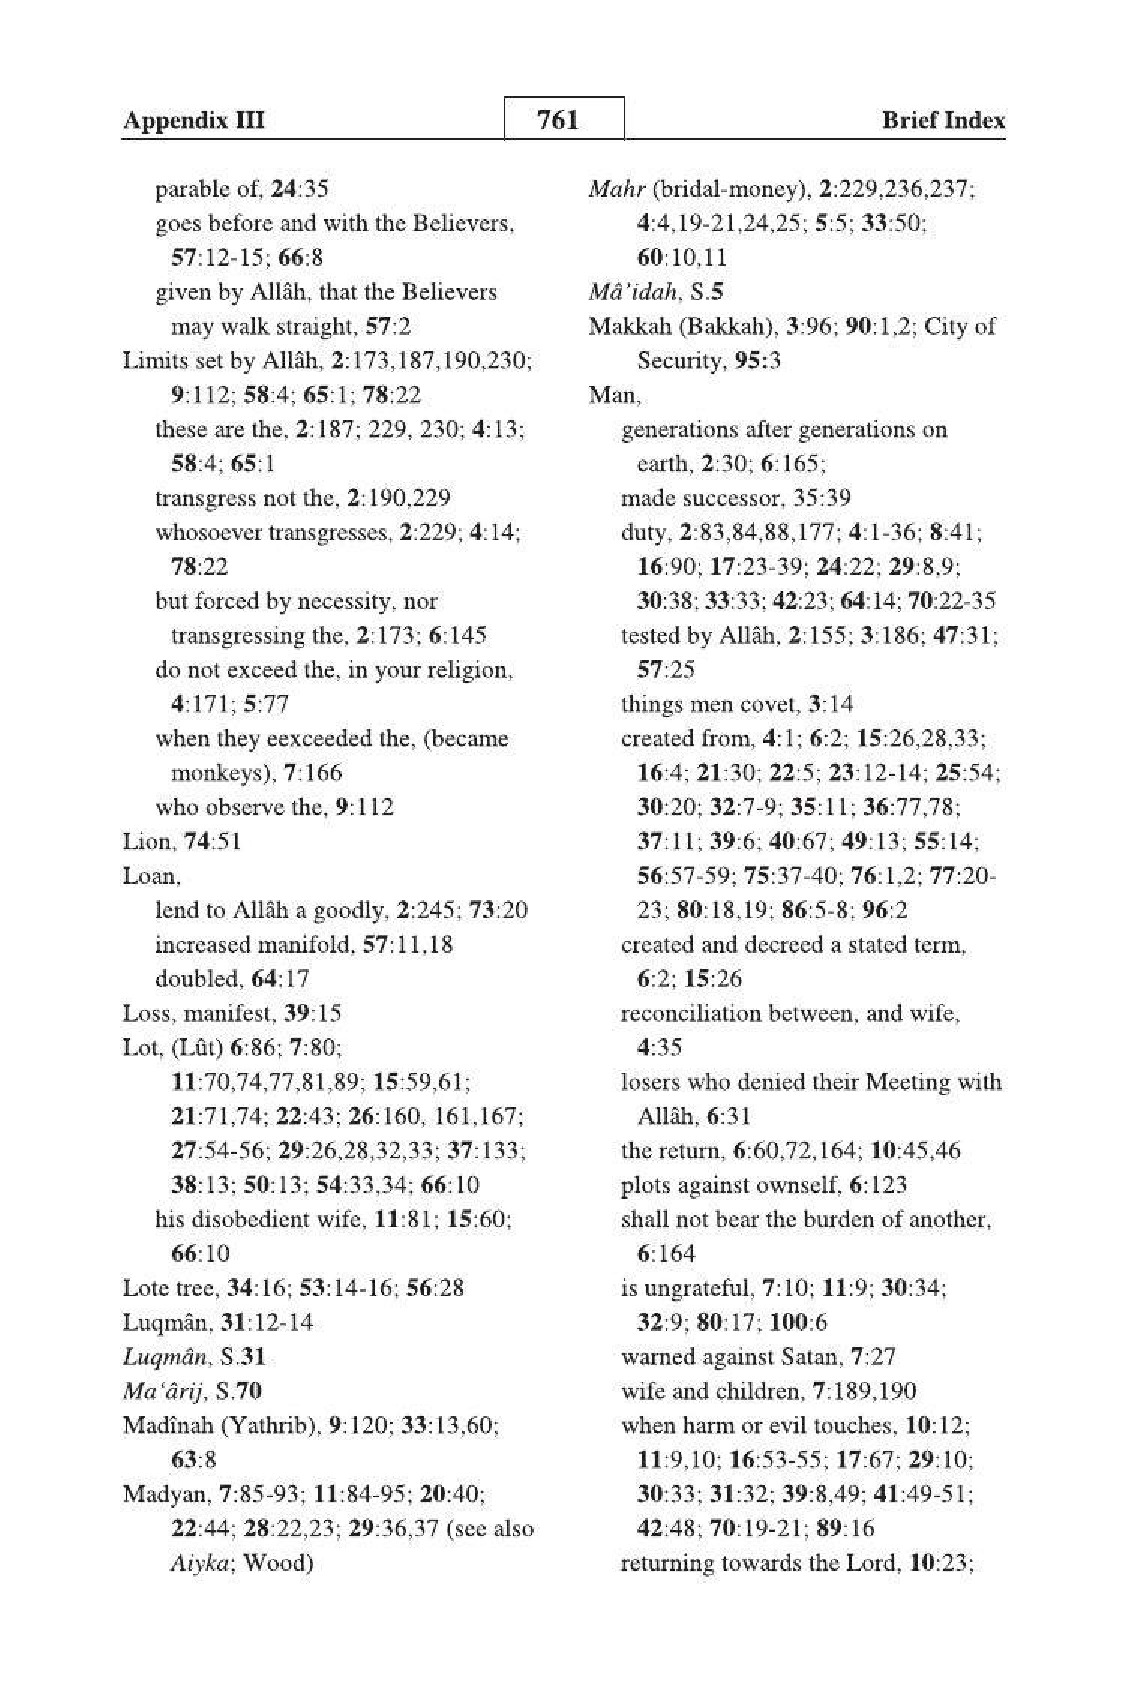 Appendix III 761 Brief Index
parable of, 24:35
goes before and with the Believers,
57:12-15; 66:8
given by Allâh, that the Believers
may walk straight, 57:2
Limits set by Allâh, 2:173,187,190,230;
9:112; 58:4; 65:1; 78:22
these are the, 2:187; 229, 230; 4:13;
58:4; 65:1
transgress not the, 2:190,229
whosoever transgresses, 2:229; 4:14;
78:22
but forced by necessity, nor
transgressing the, 2:173; 6:145
do not exceed the, in your religion,
4:171; 5:77
when they eexceeded the, (became
monkeys), 7:166
who observe the, 9:112
Lion, 74:51
Loan,
lend to Allâh a goodly, 2:245; 73:20
increased manifold, 57:11,18
doubled, 64:17
Loss, manifest, 39:15
Lot, (Lût) 6:86; 7:80;
11:70,74,77,81,89; 15:59,61;
21:71,74; 22:43; 26:160, 161,167;
27:54-56; 29:26,28,32,33; 37:133;
38:13; 50:13; 54:33,34; 66:10
his disobedient wife, 11:81; 15:60;
66:10
Lote tree, 34:16; 53:14-16; 56:28
Luqmân, 31:12-14
Luqmân, S.31
Ma‘ârij, S.70
Madînah (Yathrib), 9:120; 33:13,60;
63:8
Madyan, 7:85-93; 11:84-95; 20:40;
22:44; 28:22,23; 29:36,37 (see also
Aiyka; Wood)
Mahr (bridal-money), 2:229,236,237;
4:4,19-21,24,25; 5:5; 33:50;
60:10,11
Mâ’idah, S.5
Makkah (Bakkah), 3:96; 90:1,2; City of
Security, 95:3
Man,
generations after generations on
earth, 2:30; 6:165;
made successor, 35:39
duty, 2:83,84,88,177; 4:1-36; 8:41;
16:90; 17:23-39; 24:22; 29:8,9;
30:38; 33:33; 42:23; 64:14; 70:22-35
tested by Allâh, 2:155; 3:186; 47:31;
57:25
things men covet, 3:14
created from, 4:1; 6:2; 15:26,28,33;
16:4; 21:30; 22:5; 23:12-14; 25:54;
30:20; 32:7-9; 35:11; 36:77,78;
37:11; 39:6; 40:67; 49:13; 55:14;
56:57-59; 75:37-40; 76:1,2; 77:20-
23; 80:18,19; 86:5-8; 96:2
created and decreed a stated term,
6:2; 15:26
reconciliation between, and wife,
4:35
losers who denied their Meeting with
Allâh, 6:31
the return, 6:60,72,164; 10:45,46
plots against ownself, 6:123
shall not bear the burden of another,
6:164
is ungrateful, 7:10; 11:9; 30:34;
32:9; 80:17; 100:6
warned against Satan, 7:27
wife and children, 7:189,190
when harm or evil touches, 10:12;
11:9,10; 16:53-55; 17:67; 29:10;
30:33; 31:32; 39:8,49; 41:49-51;
42:48; 70:19-21; 89:16
returning towards the Lord, 10:23;